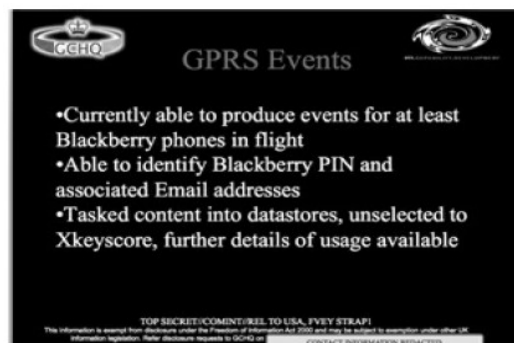 GCHQ
GPRS Events
•Currently able to produce events for at least
Blackberry phones in flight
•Able to identify Blackberry PIN and
associated Email addresses
•Tasked content into datastores, unselected to
Xkeyscore, further details of usage available
TOP SECRET//COMINT//REL TO USA, FVEY STRAP1
This information is exempt from disclosure under the Freedom of Information Act 2000 and may be subject to exemption under other UK
information legislation. Refer disclosure requests to GCHQ on
CONTACT INFORMATION REDACTED